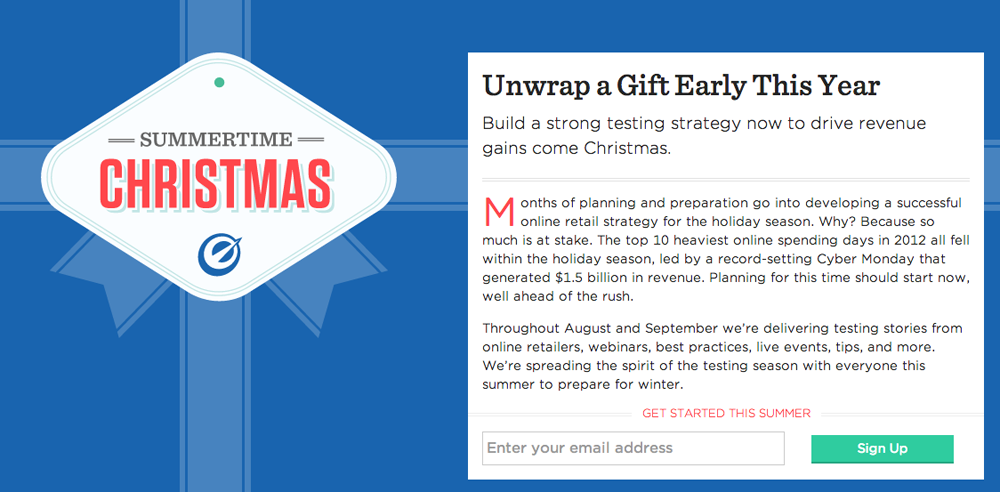 SUMMERTIME
CHRISTMAS
Unwrap a Gift Early This Year
Build a strong testing strategy now to drive revenue
gains come Christmas.
Months of planning and preparation go into developing a successful
online retail strategy for the holiday season. Why? Because so
much is at stake. The top 10 heaviest online spending days in 2012 all fell
within the holiday season, led by a record-setting Cyber Monday that
generated $1.5 billion in revenue. Planning for this time should start now,
well ahead of the rush.
Throughout August and September we’re delivering testing stories from
online retailers, webinars, best practices, live events, tips, and more.
We’re spreading the spirit of the testing season with everyone this
summer to prepare for winter.
GET STARTED THIS SUMMER
Enter your email address
Sign Up